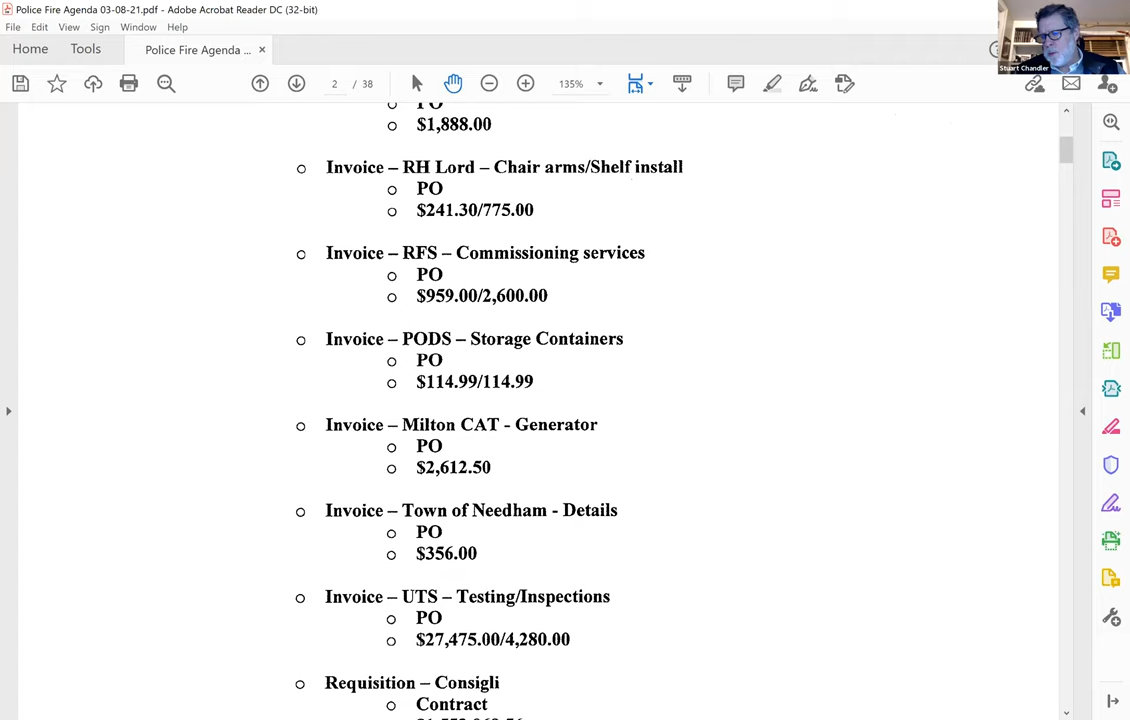 Police Fire Agenda 03-08-21.pdf - Adobe Acrobat Reader DC (32-bit)
File Edit View Sign Window Help
Home Tools Police Fire Agenda ... ×
2 / 38 135%
Stuart Chandler
○ PO
○ $1,888.00
○ Invoice – RH Lord – Chair arms/Shelf install
○ PO
○ $241.30/775.00
○ Invoice – RFS – Commissioning services
○ PO
○ $959.00/2,600.00
○ Invoice – PODS – Storage Containers
○ PO
○ $114.99/114.99
○ Invoice – Milton CAT - Generator
○ PO
○ $2,612.50
○ Invoice – Town of Needham - Details
○ PO
○ $356.00
○ Invoice – UTS – Testing/Inspections
○ PO
○ $27,475.00/4,280.00
○ Requisition – Consigli
○ Contract